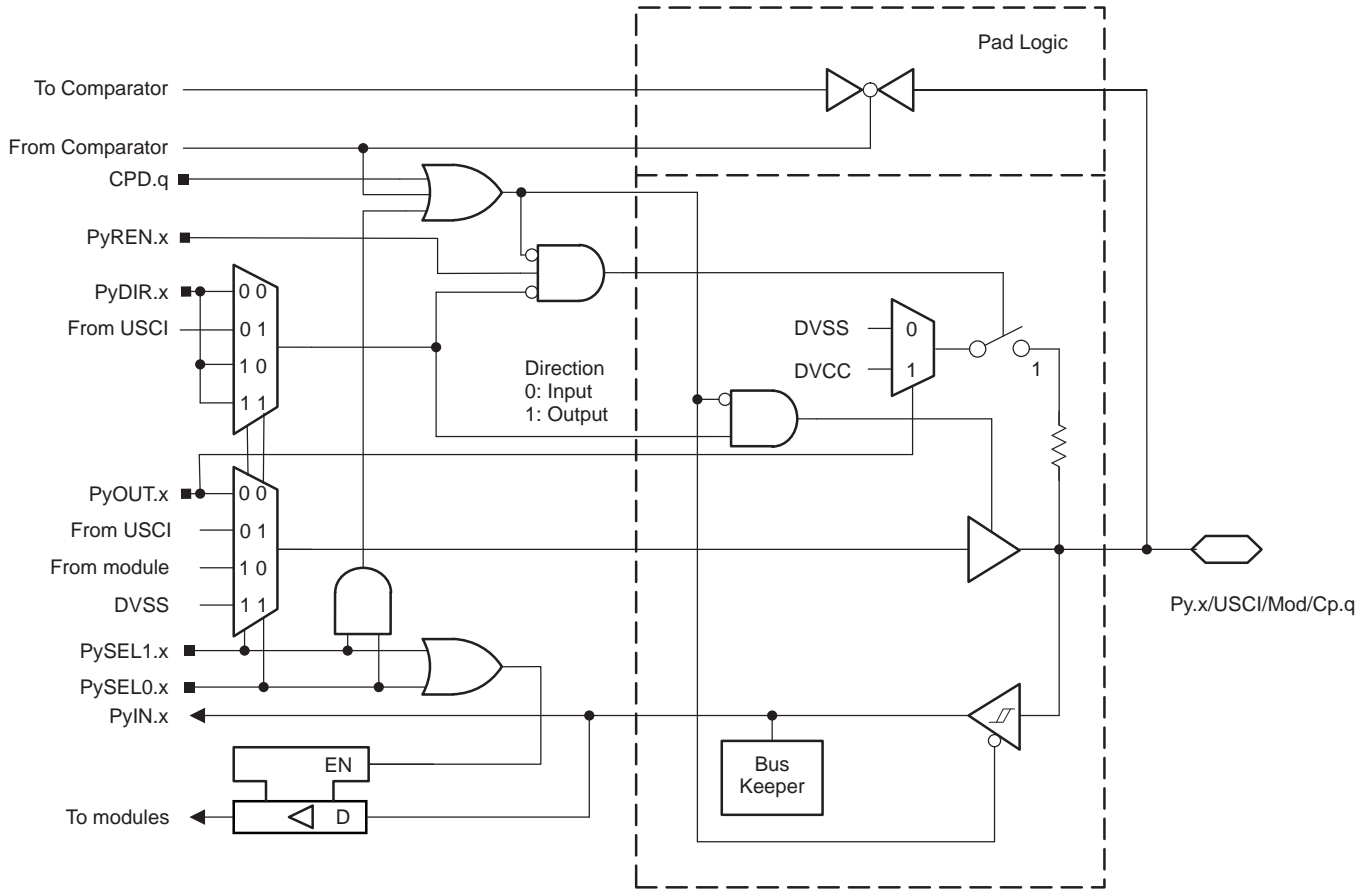 Pad Logic
To Comparator
From Comparator
CPD.q
PyREN.x
PyDIR.x
0 0
From USCI
0 1
1 0
1 1
Direction
0: Input
1: Output
DVSS
0
DVCC
1
1
PyOUT.x
0 0
From USCI
0 1
From module
1 0
DVSS
1 1
Py.x/USCI/Mod/Cp.q
PySEL1.x
PySEL0.x
PyIN.x
Bus
Keeper
EN
To modules
D